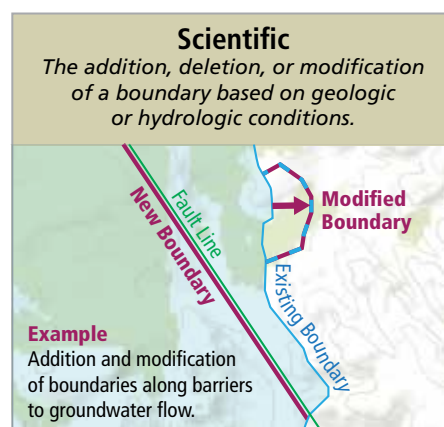 Scientific
The addition, deletion, or modification
of a boundary based on geologic
or hydrologic conditions.
Fault Line
New Boundary
Modified
Boundary
Existing Boundary
Example
Addition and modification
of boundaries along barriers
to groundwater flow.